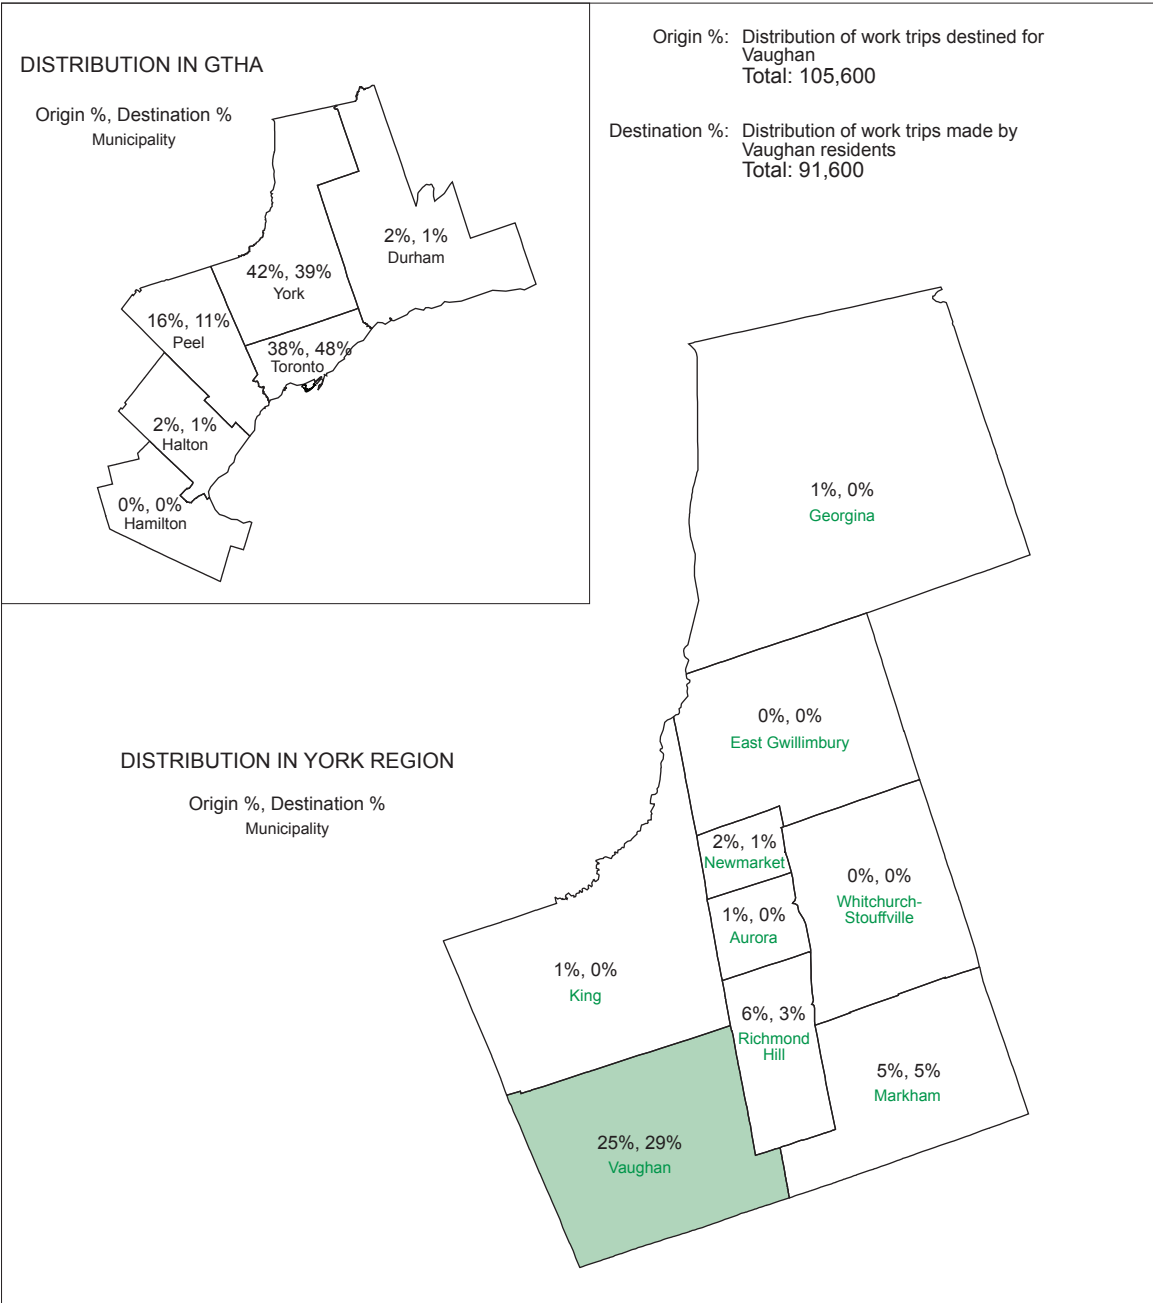 DISTRIBUTION IN GTHA
Origin %, Destination %
Municipality
Origin %: Distribution of work trips destined for
Vaughan
Total: 105,600
Destination %: Distribution of work trips made by
Vaughan residents
Total: 91,600
2%, 1%
Durham
42%, 39%
York
16%, 11%
Peel
38%, 48%
Toronto
2%, 1%
Halton
0%, 0%
Hamilton
DISTRIBUTION IN YORK REGION
Origin %, Destination %
Municipality
1%, 0%
Georgina
0%, 0%
East Gwillimbury
2%, 1%
Newmarket
0%, 0%
Whitchurch-
Stouffville
1%, 0%
Aurora
1%, 0%
King
6%, 3%
Richmond
Hill
5%, 5%
Markham
25%, 29%
Vaughan